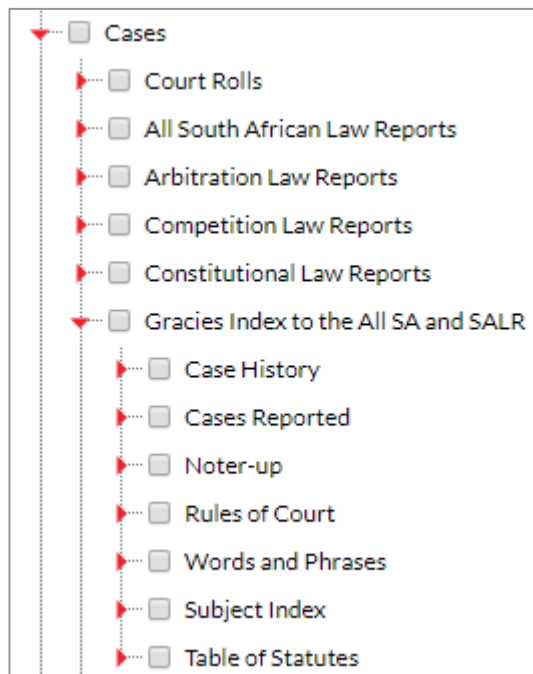 Cases
Court Rolls
All South African Law Reports
Arbitration Law Reports
Competition Law Reports
Constitutional Law Reports
Gracies Index to the All SA and SALR
Case History
Cases Reported
Noter-up
Rules of Court
Words and Phrases
Subject Index
Table of Statutes